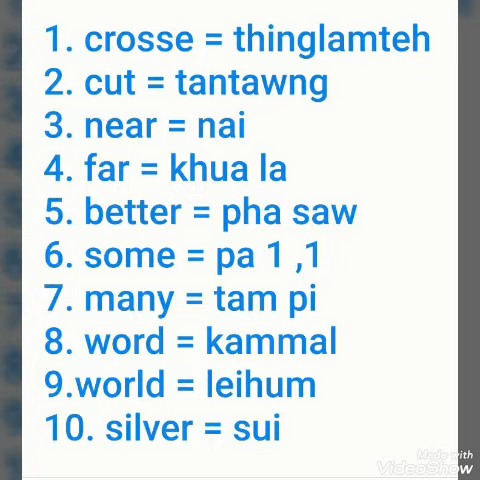 1. crosse = thinglamteh
2. cut = tantawng
3. near = nai
4. far = khua la
5. better = pha saw
6. some = pa 1 ,1
7. many = tam pi
8. word = kammal
9.world = leihum
10. silver = sui
Made with
VideoShow